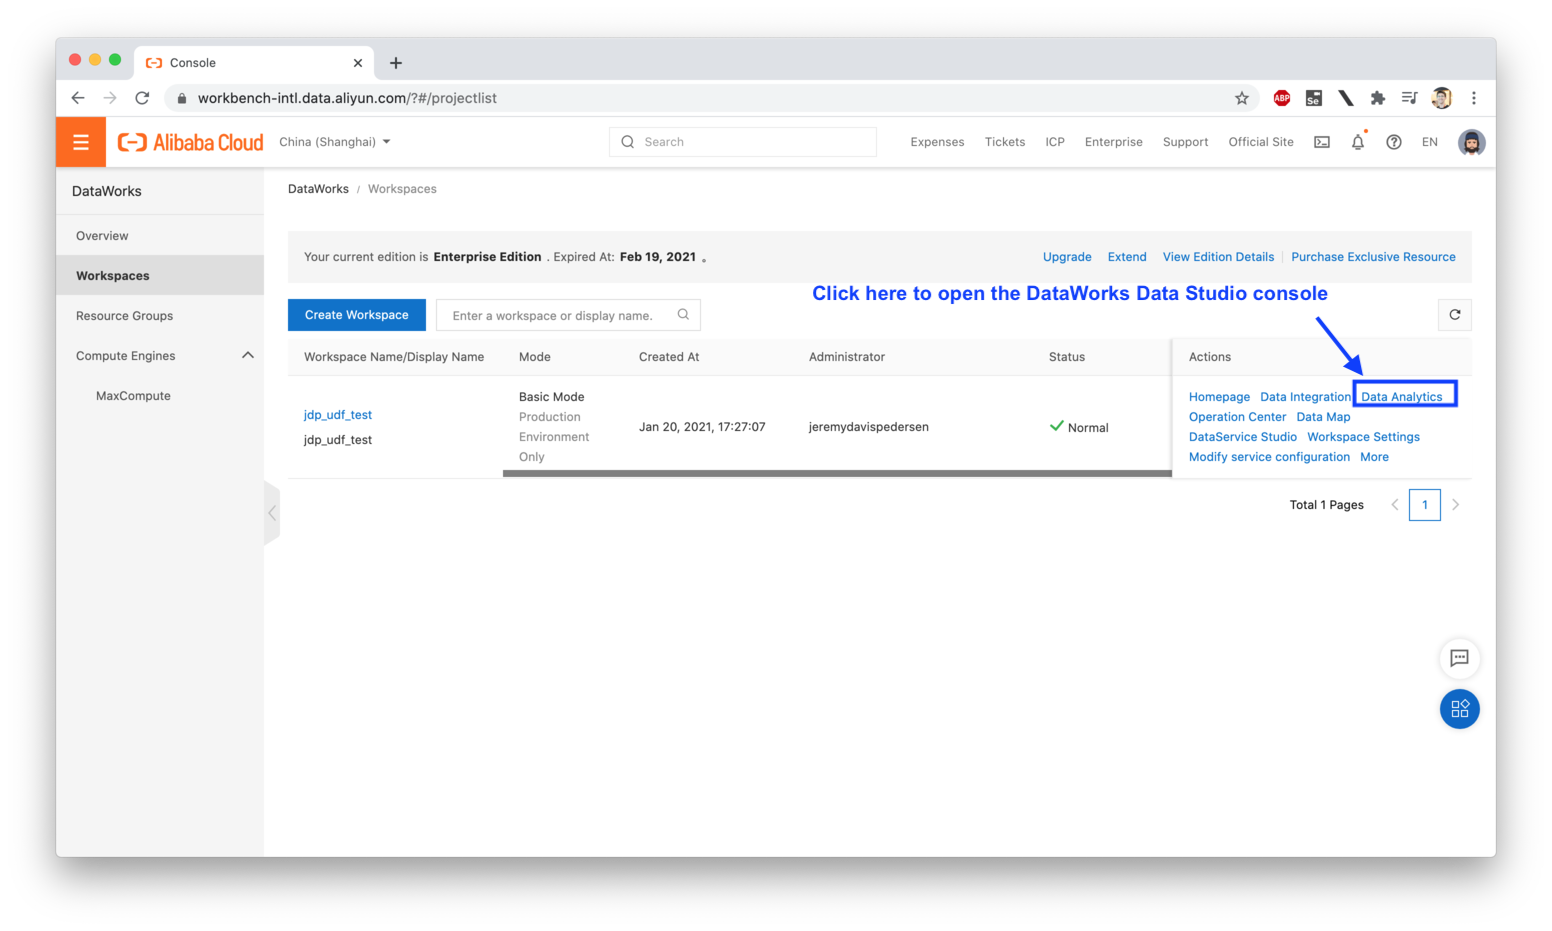 Console
workbench-intl.data.aliyun.com/?#/projectlist
ABP
Se
Alibaba Cloud
China (Shanghai)
Search
Expenses
Tickets
ICP
Enterprise
Support
Official Site
EN
DataWorks
Overview
Workspaces
Resource Groups
Compute Engines
MaxCompute
DataWorks / Workspaces
Your current edition is Enterprise Edition . Expired At: Feb 19, 2021 。
Upgrade
Extend
View Edition Details
Purchase Exclusive Resource
Click here to open the DataWorks Data Studio console
Create Workspace
Enter a workspace or display name.
Workspace Name/Display Name
Mode
Created At
Administrator
Status
Actions
jdp_udf_test
jdp_udf_test
Basic Mode
Production
Environment
Only
Jan 20, 2021, 17:27:07
jeremydavispedersen
Normal
Homepage Data Integration Data Analytics
Operation Center Data Map
DataService Studio Workspace Settings
Modify service configuration More
Total 1 Pages
1